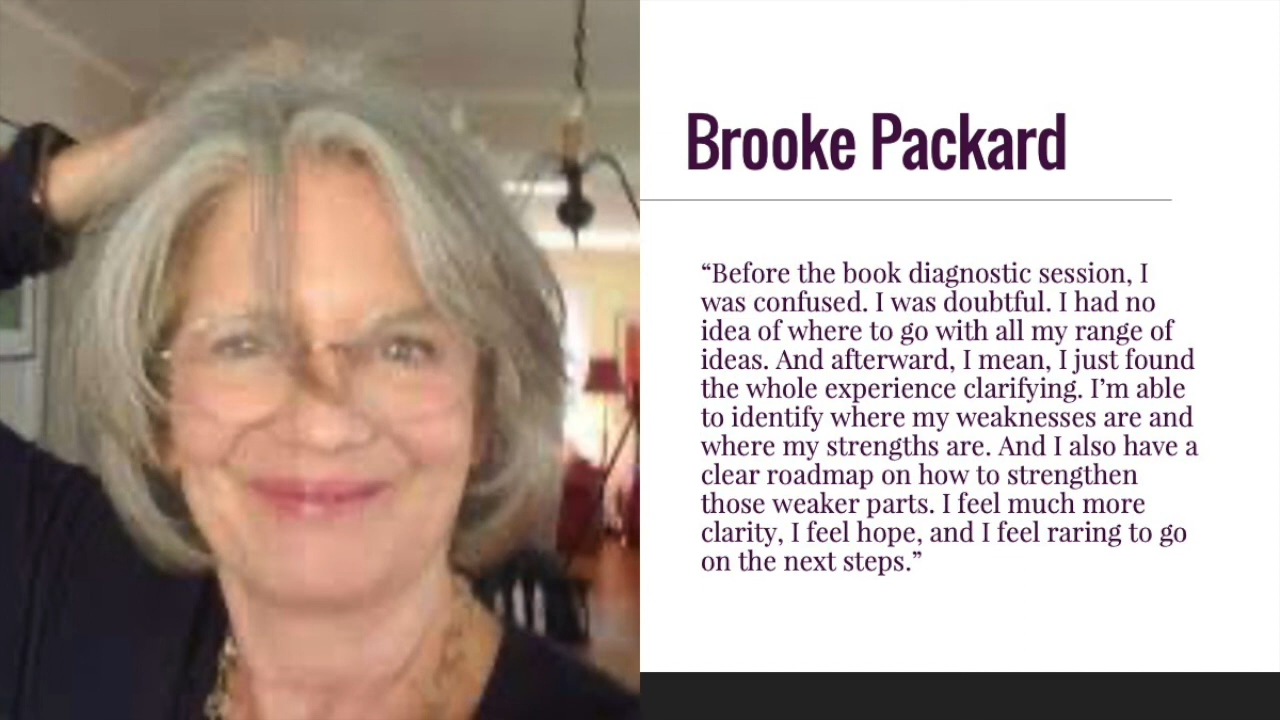 Brooke Packard
“Before the book diagnostic session, I
was confused. I was doubtful. I had no
idea of where to go with all my range of
ideas. And afterward, I mean, I just found
the whole experience clarifying. I’m able
to identify where my weaknesses are and
where my strengths are. And I also have a
clear roadmap on how to strengthen
those weaker parts. I feel much more
clarity, I feel hope, and I feel raring to go
on the next steps.”